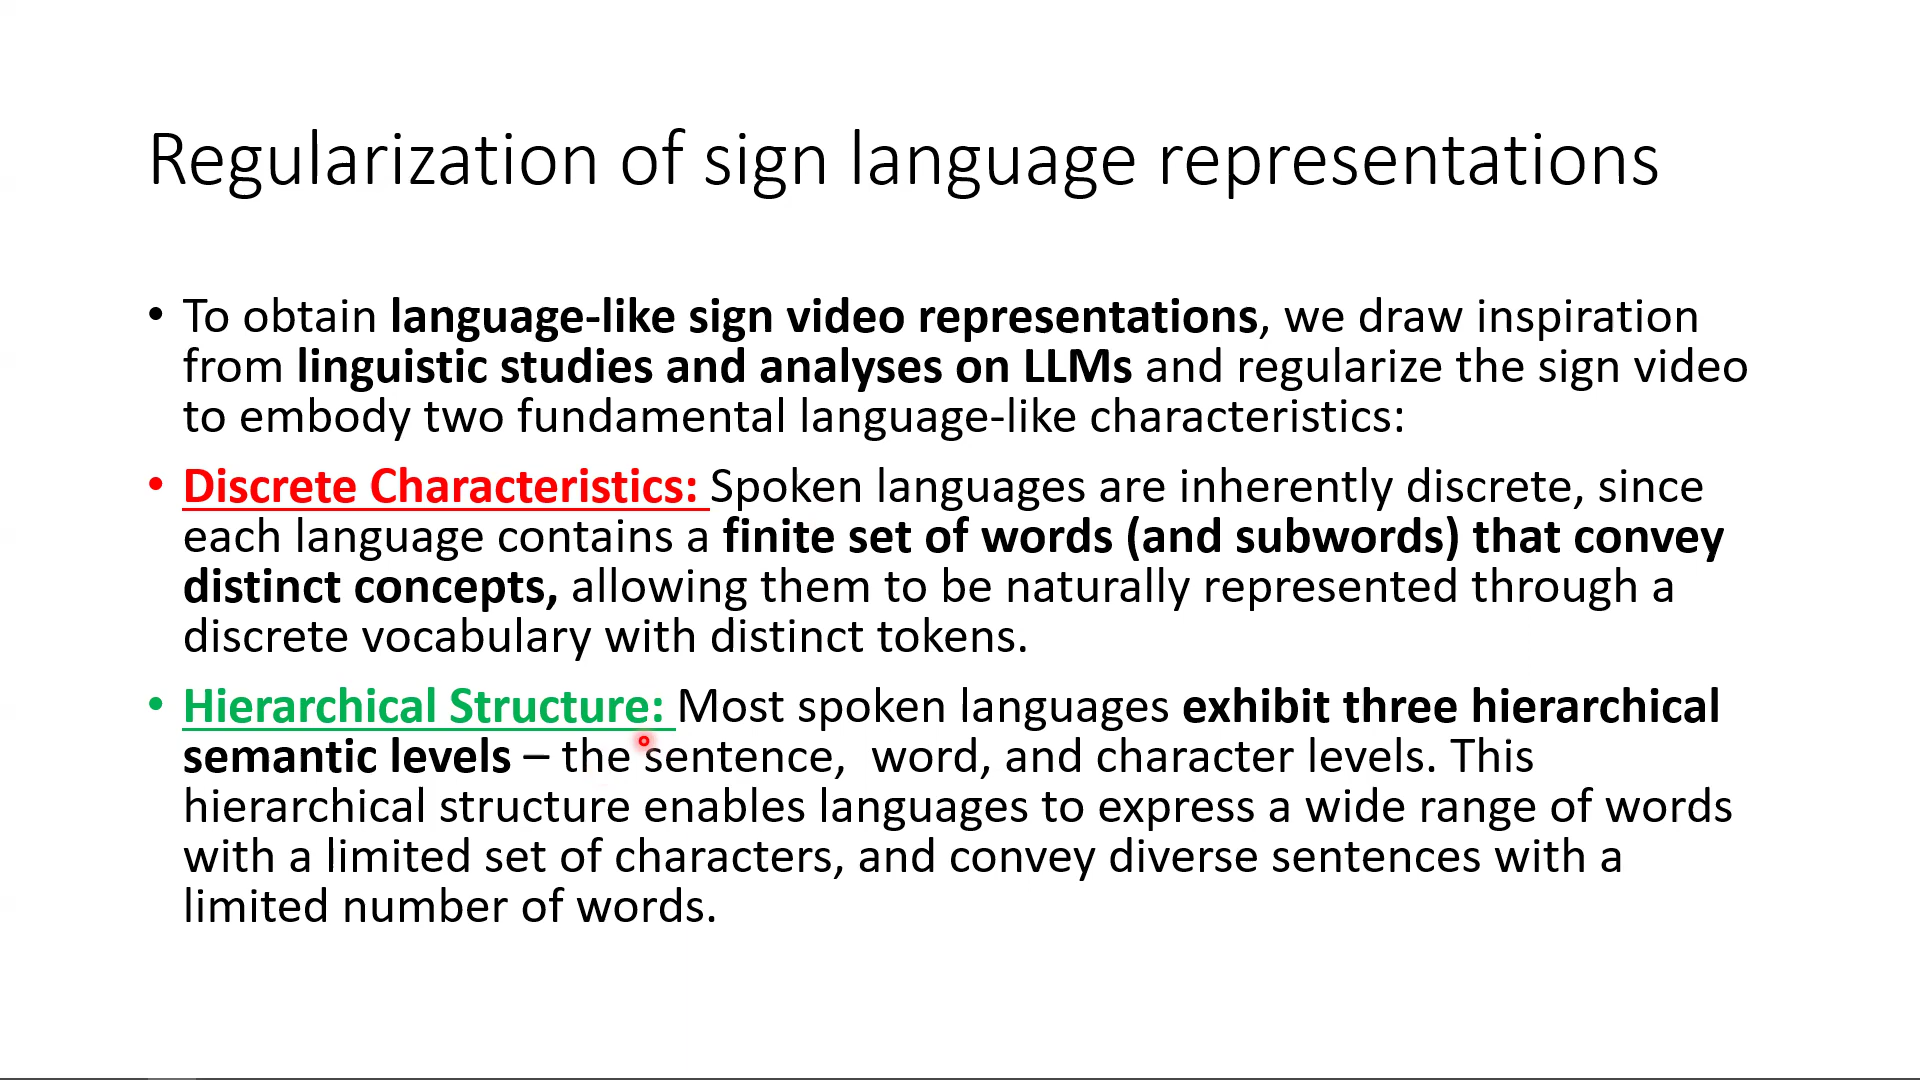 Regularization of sign language representations
• To obtain language-like sign video representations, we draw inspiration
from linguistic studies and analyses on LLMs and regularize the sign video
to embody two fundamental language-like characteristics:
• Discrete Characteristics: Spoken languages are inherently discrete, since
each language contains a finite set of words (and subwords) that convey
distinct concepts, allowing them to be naturally represented through a
discrete vocabulary with distinct tokens.
• Hierarchical Structure: Most spoken languages exhibit three hierarchical
semantic levels – the sentence,  word, and character levels. This
hierarchical structure enables languages to express a wide range of words
with a limited set of characters, and convey diverse sentences with a
limited number of words.